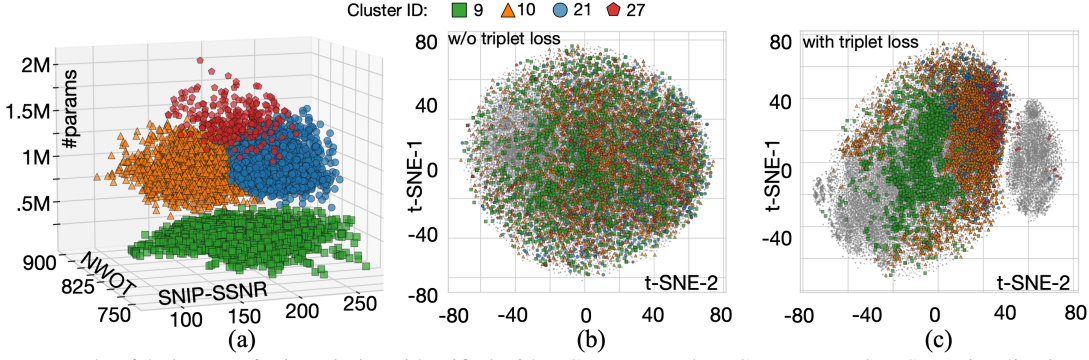 Cluster ID: 9 10 21 27
2M
1.5M
1M
.5M
#params
900
825
750
NWOT
SNIP-SSNR
100
150
200
250
(a)
w/o triplet loss
80
40
0
-40
-80
t-SNE-1
t-SNE-2
-80 -40 0 40 80
(b)
with triplet loss
80
40
0
-40
t-SNE-1
t-SNE-2
-80 -40 0 40 80
(c)